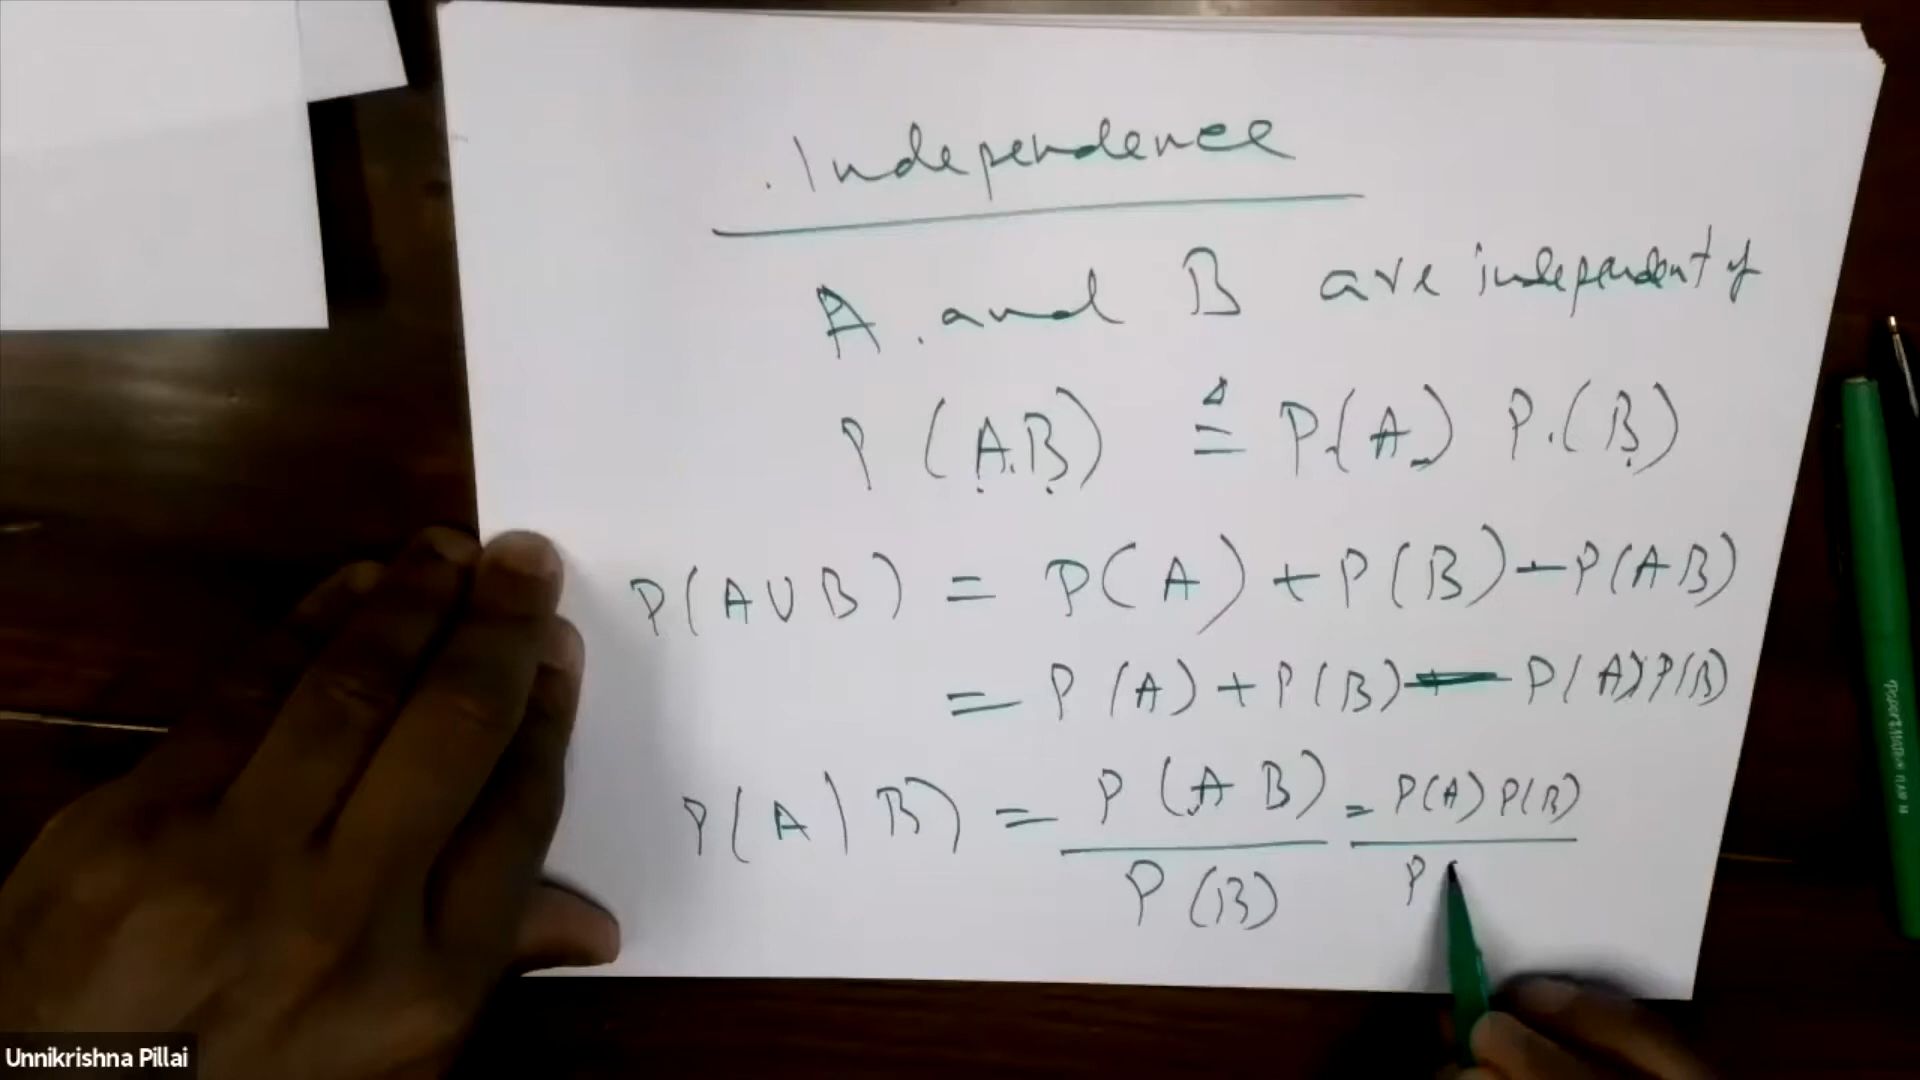 Independence
A and B are independent if
P (AB) ≜ P(A) P(B)
P(A∪B) = P(A) + P(B) - P(AB)
= P(A) + P(B) - P(A)P(B)
P(A|B) = P(AB) / P(B) = P(A) P(B) / P
Unnikrishna Pillai